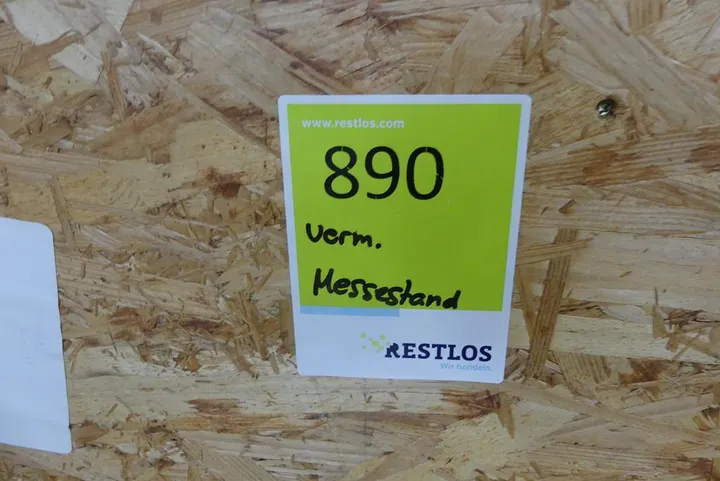 www.restlos.com
890
Verm.
Messestand
RESTLOS
Wir handeln.